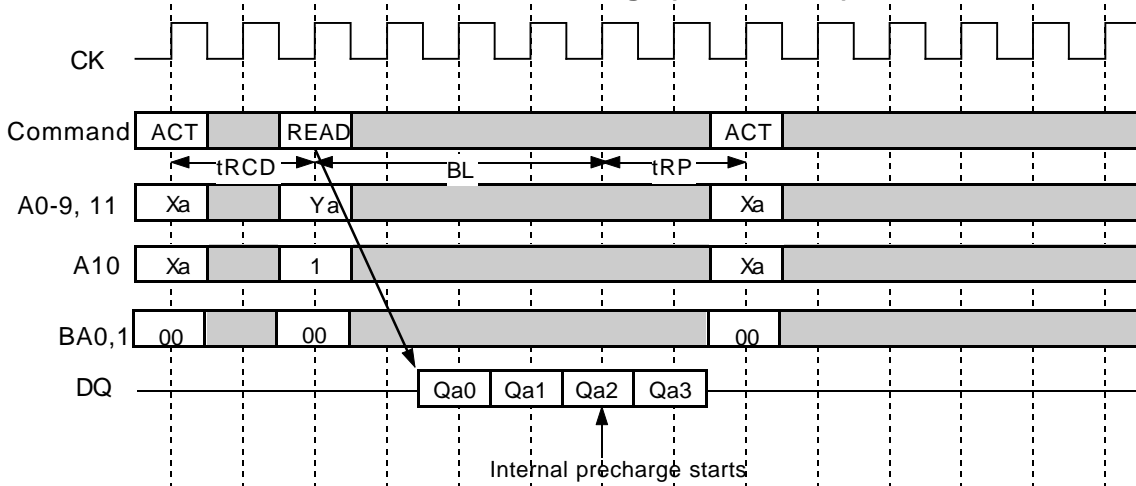 CK
Command ACT READ ACT
tRCD BL tRP
A0-9, 11 Xa Ya Xa
A10 Xa 1 Xa
BA0,1 00 00 00
DQ Qa0 Qa1 Qa2 Qa3
Internal precharge starts